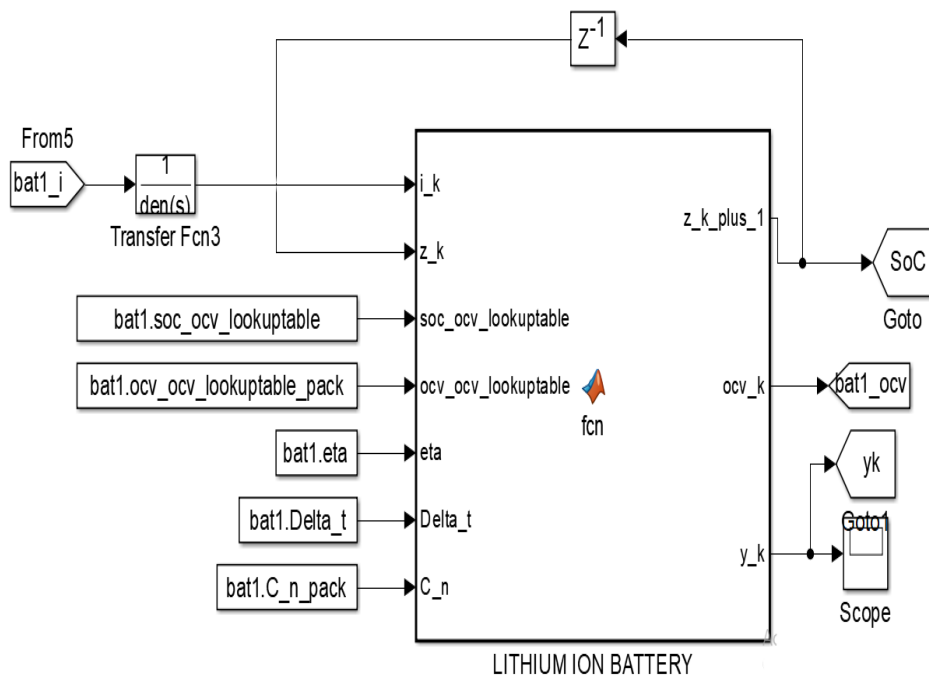 Z-1
From5
bat1_i
1
den(s)
Transfer Fcn3
i_k
z_k
z_k_plus_1
SoC
Goto
bat1.soc_ocv_lookuptable
soc_ocv_lookuptable
bat1.ocv_ocv_lookuptable_pack
ocv_ocv_lookuptable
fcn
ocv_k
bat1_ocv
bat1.eta
eta
yk
Goto1
bat1.Delta_t
Delta_t
y_k
Scope
bat1.C_n_pack
C_n
LITHIUM ION BATTERY